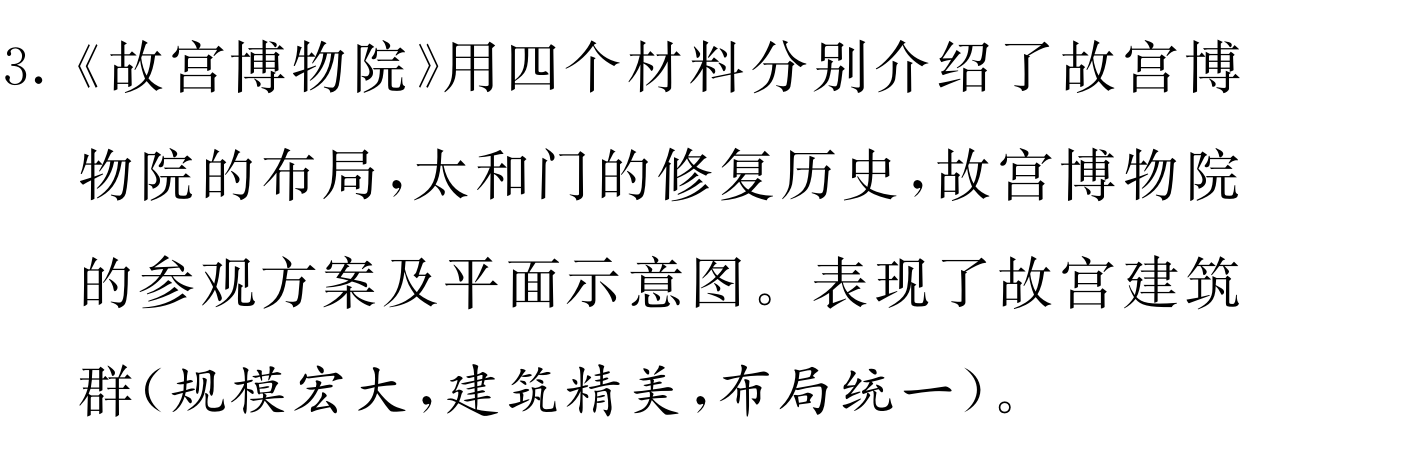 3.《故宫博物院》用四个材料分别介绍了故宫博
物院的布局,太和门的修复历史,故宫博物院
的参观方案及平面示意图。表现了故宫建筑
群(规模宏大,建筑精美,布局统一)。